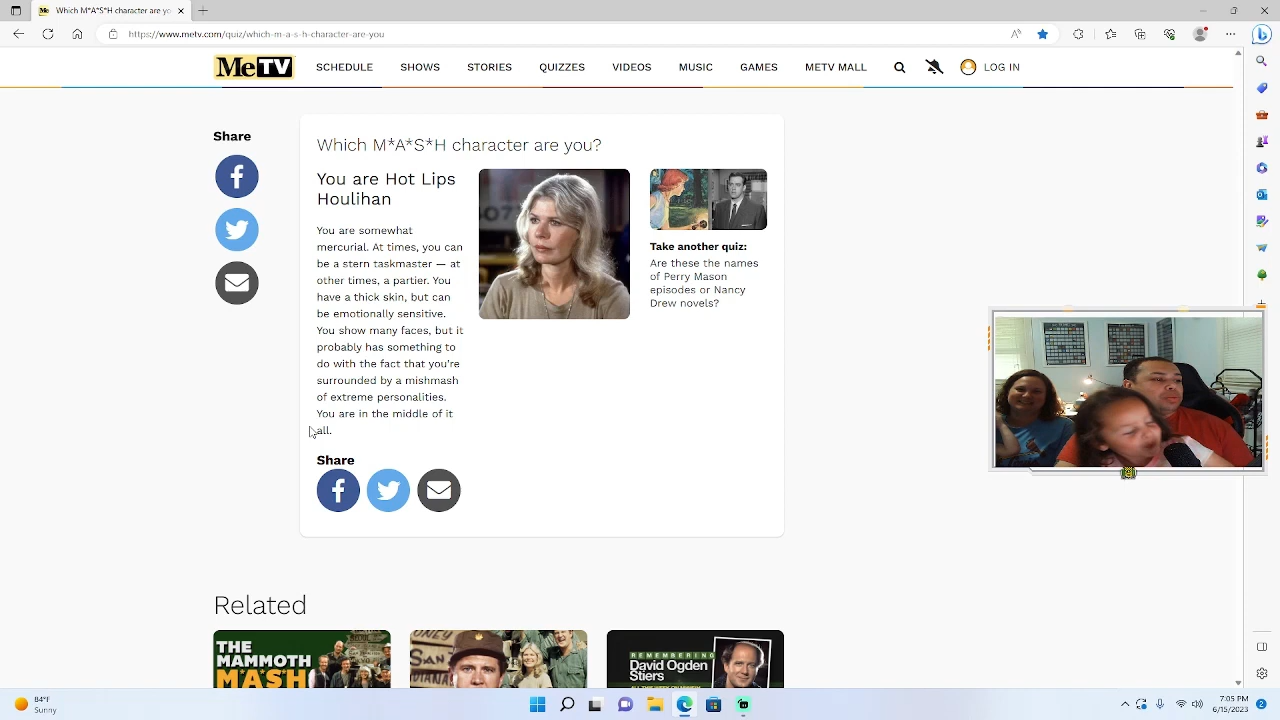 Which M*A*S*H character are yo
https://www.metv.com/quiz/which-m-a-s-h-character-are-you
MeTV
SCHEDULE SHOWS STORIES QUIZZES VIDEOS MUSIC GAMES METV MALL LOG IN
Share
Which M*A*S*H character are you?
You are Hot Lips
Houlihan
You are somewhat
mercurial. At times, you can
be a stern taskmaster — at
other times, a partier. You
have a thick skin, but can
be emotionally sensitive.
You show many faces, but it
probably has something to
do with the fact that you're
surrounded by a mishmash
of extreme personalities.
You are in the middle of it
all.
Share
Take another quiz:
Are these the names
of Perry Mason
episodes or Nancy
Drew novels?
Related
THE
MAMMOTH
M*A*S*H
REMEMBERING
David Ogden
Stiers
84°F
Sunny
7:05 PM
6/15/2023